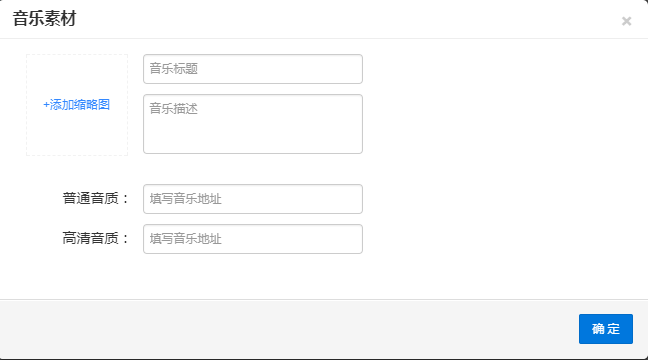 音乐素材
×
+添加缩略图
音乐标题
音乐描述
普通音质： 填写音乐地址
高清音质： 填写音乐地址
确定